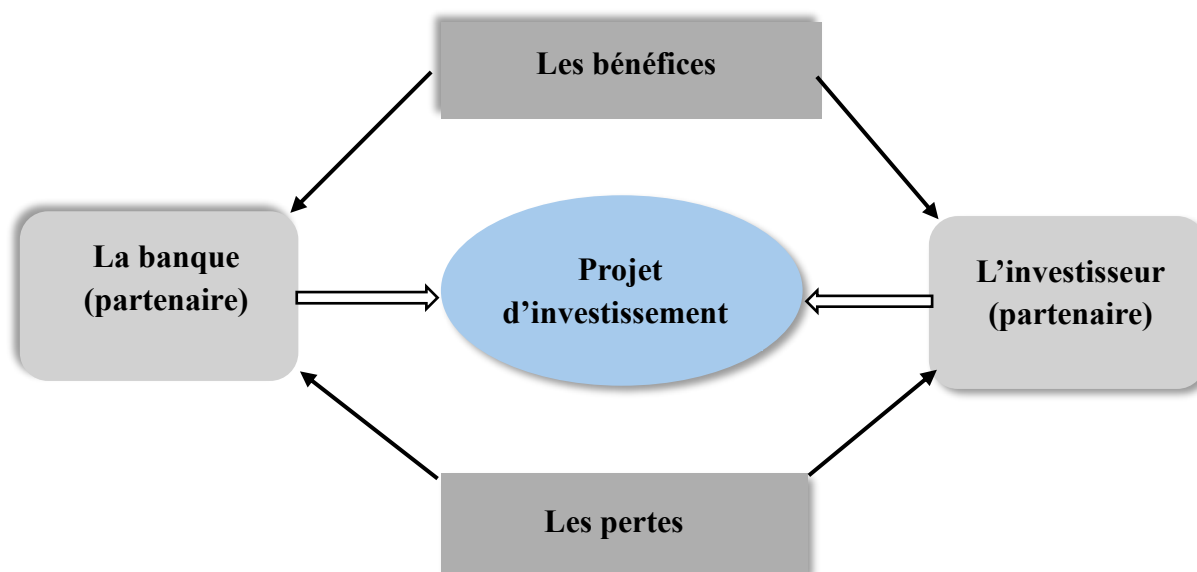 Les bénéfices
La banque
(partenaire)
Projet
d’investissement
L’investisseur
(partenaire)
Les pertes